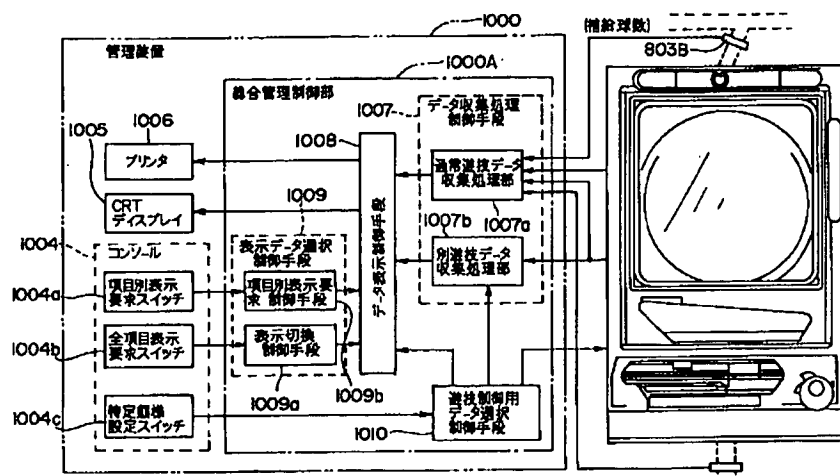 1000
管理装置
1000A
総合管理制御部
(補給球数)
803B
1007
データ収集処理
制御手段
1006
プリンタ
1008
通常遊技データ
収集処理部
1007a
1005
CRT
ディスプレイ
1009
1007b
別遊技データ
収集処理部
1004
コンソール
表示データ選択
制御手段
データ表示制御手段
1004a
項目別表示
要求スイッチ
項目別表示要
求 制御手段
1004b
全項目表示
要求スイッチ
表示切換
制御手段
1009a
1009b
1004c
特定価値
設定スイッチ
遊技制御用
データ選択
制御手段
1010